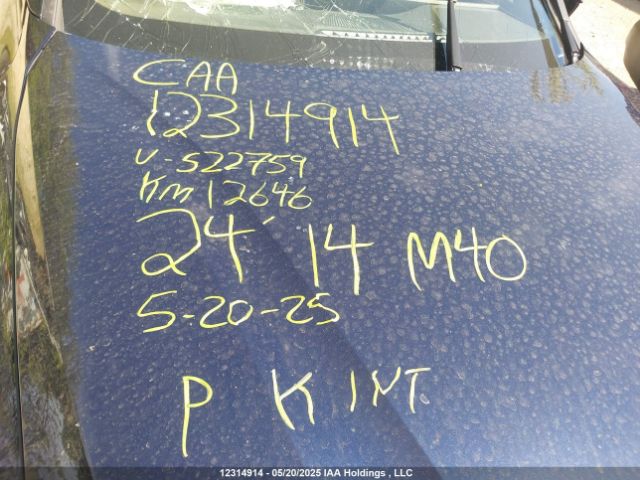 CAA
12314914
V-522759
KM 12646
24' 14 M40
5-20-25
P K INT
12314914 - 05/20/2025 IAA Holdings , LLC